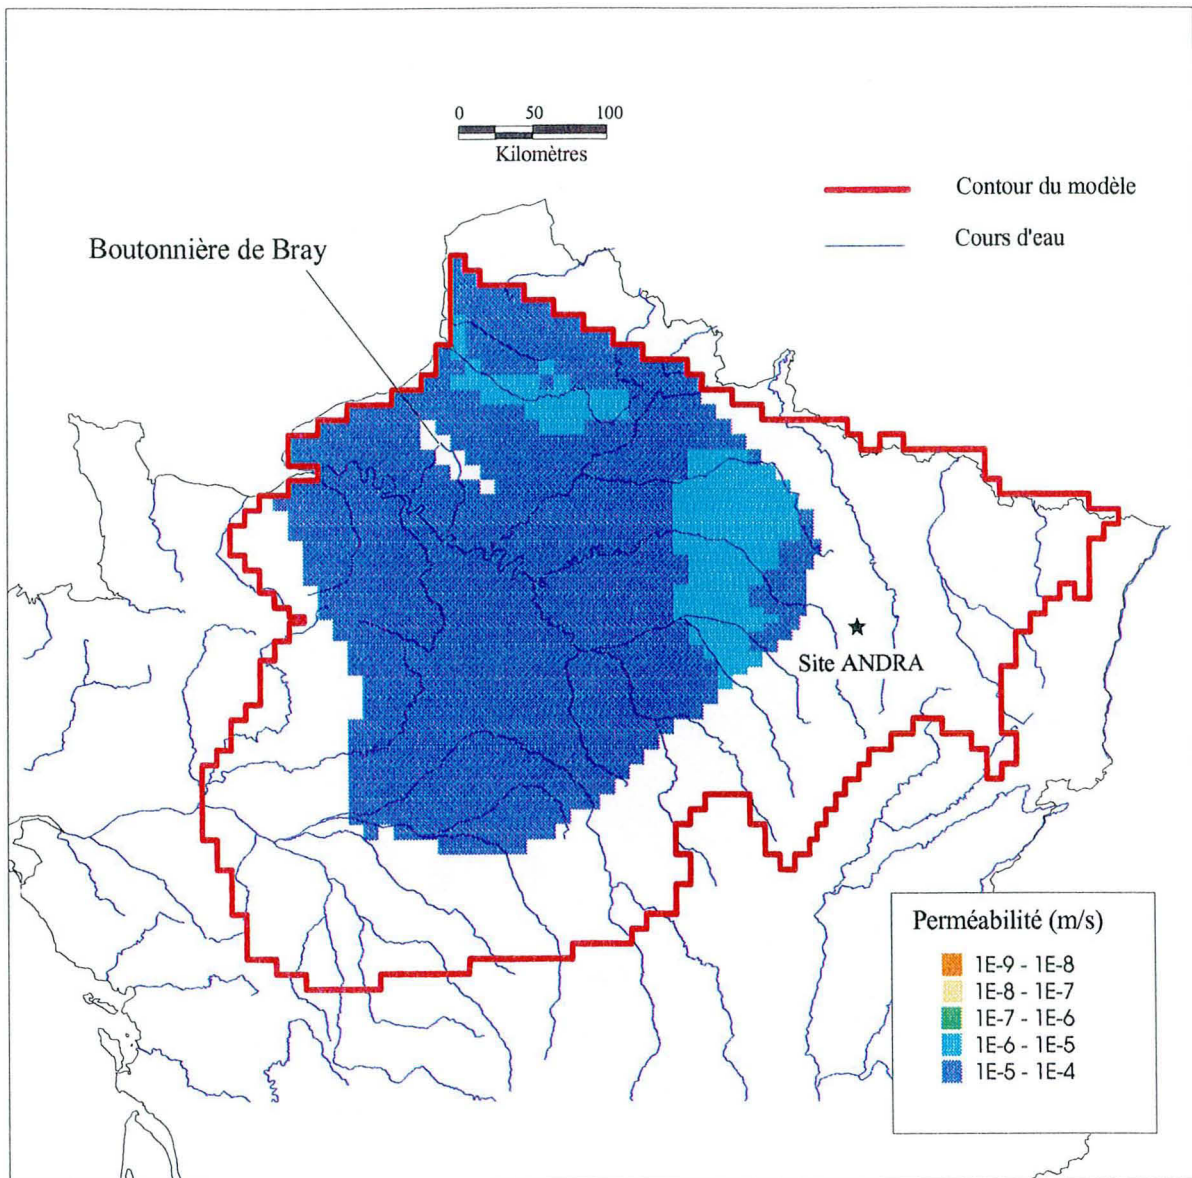 0 50 100
Kilomètres
Contour du modèle
Cours d'eau
Boutonnière de Bray
Site ANDRA
Perméabilité (m/s)
1E-9 - 1E-8
1E-8 - 1E-7
1E-7 - 1E-6
1E-6 - 1E-5
1E-5 - 1E-4